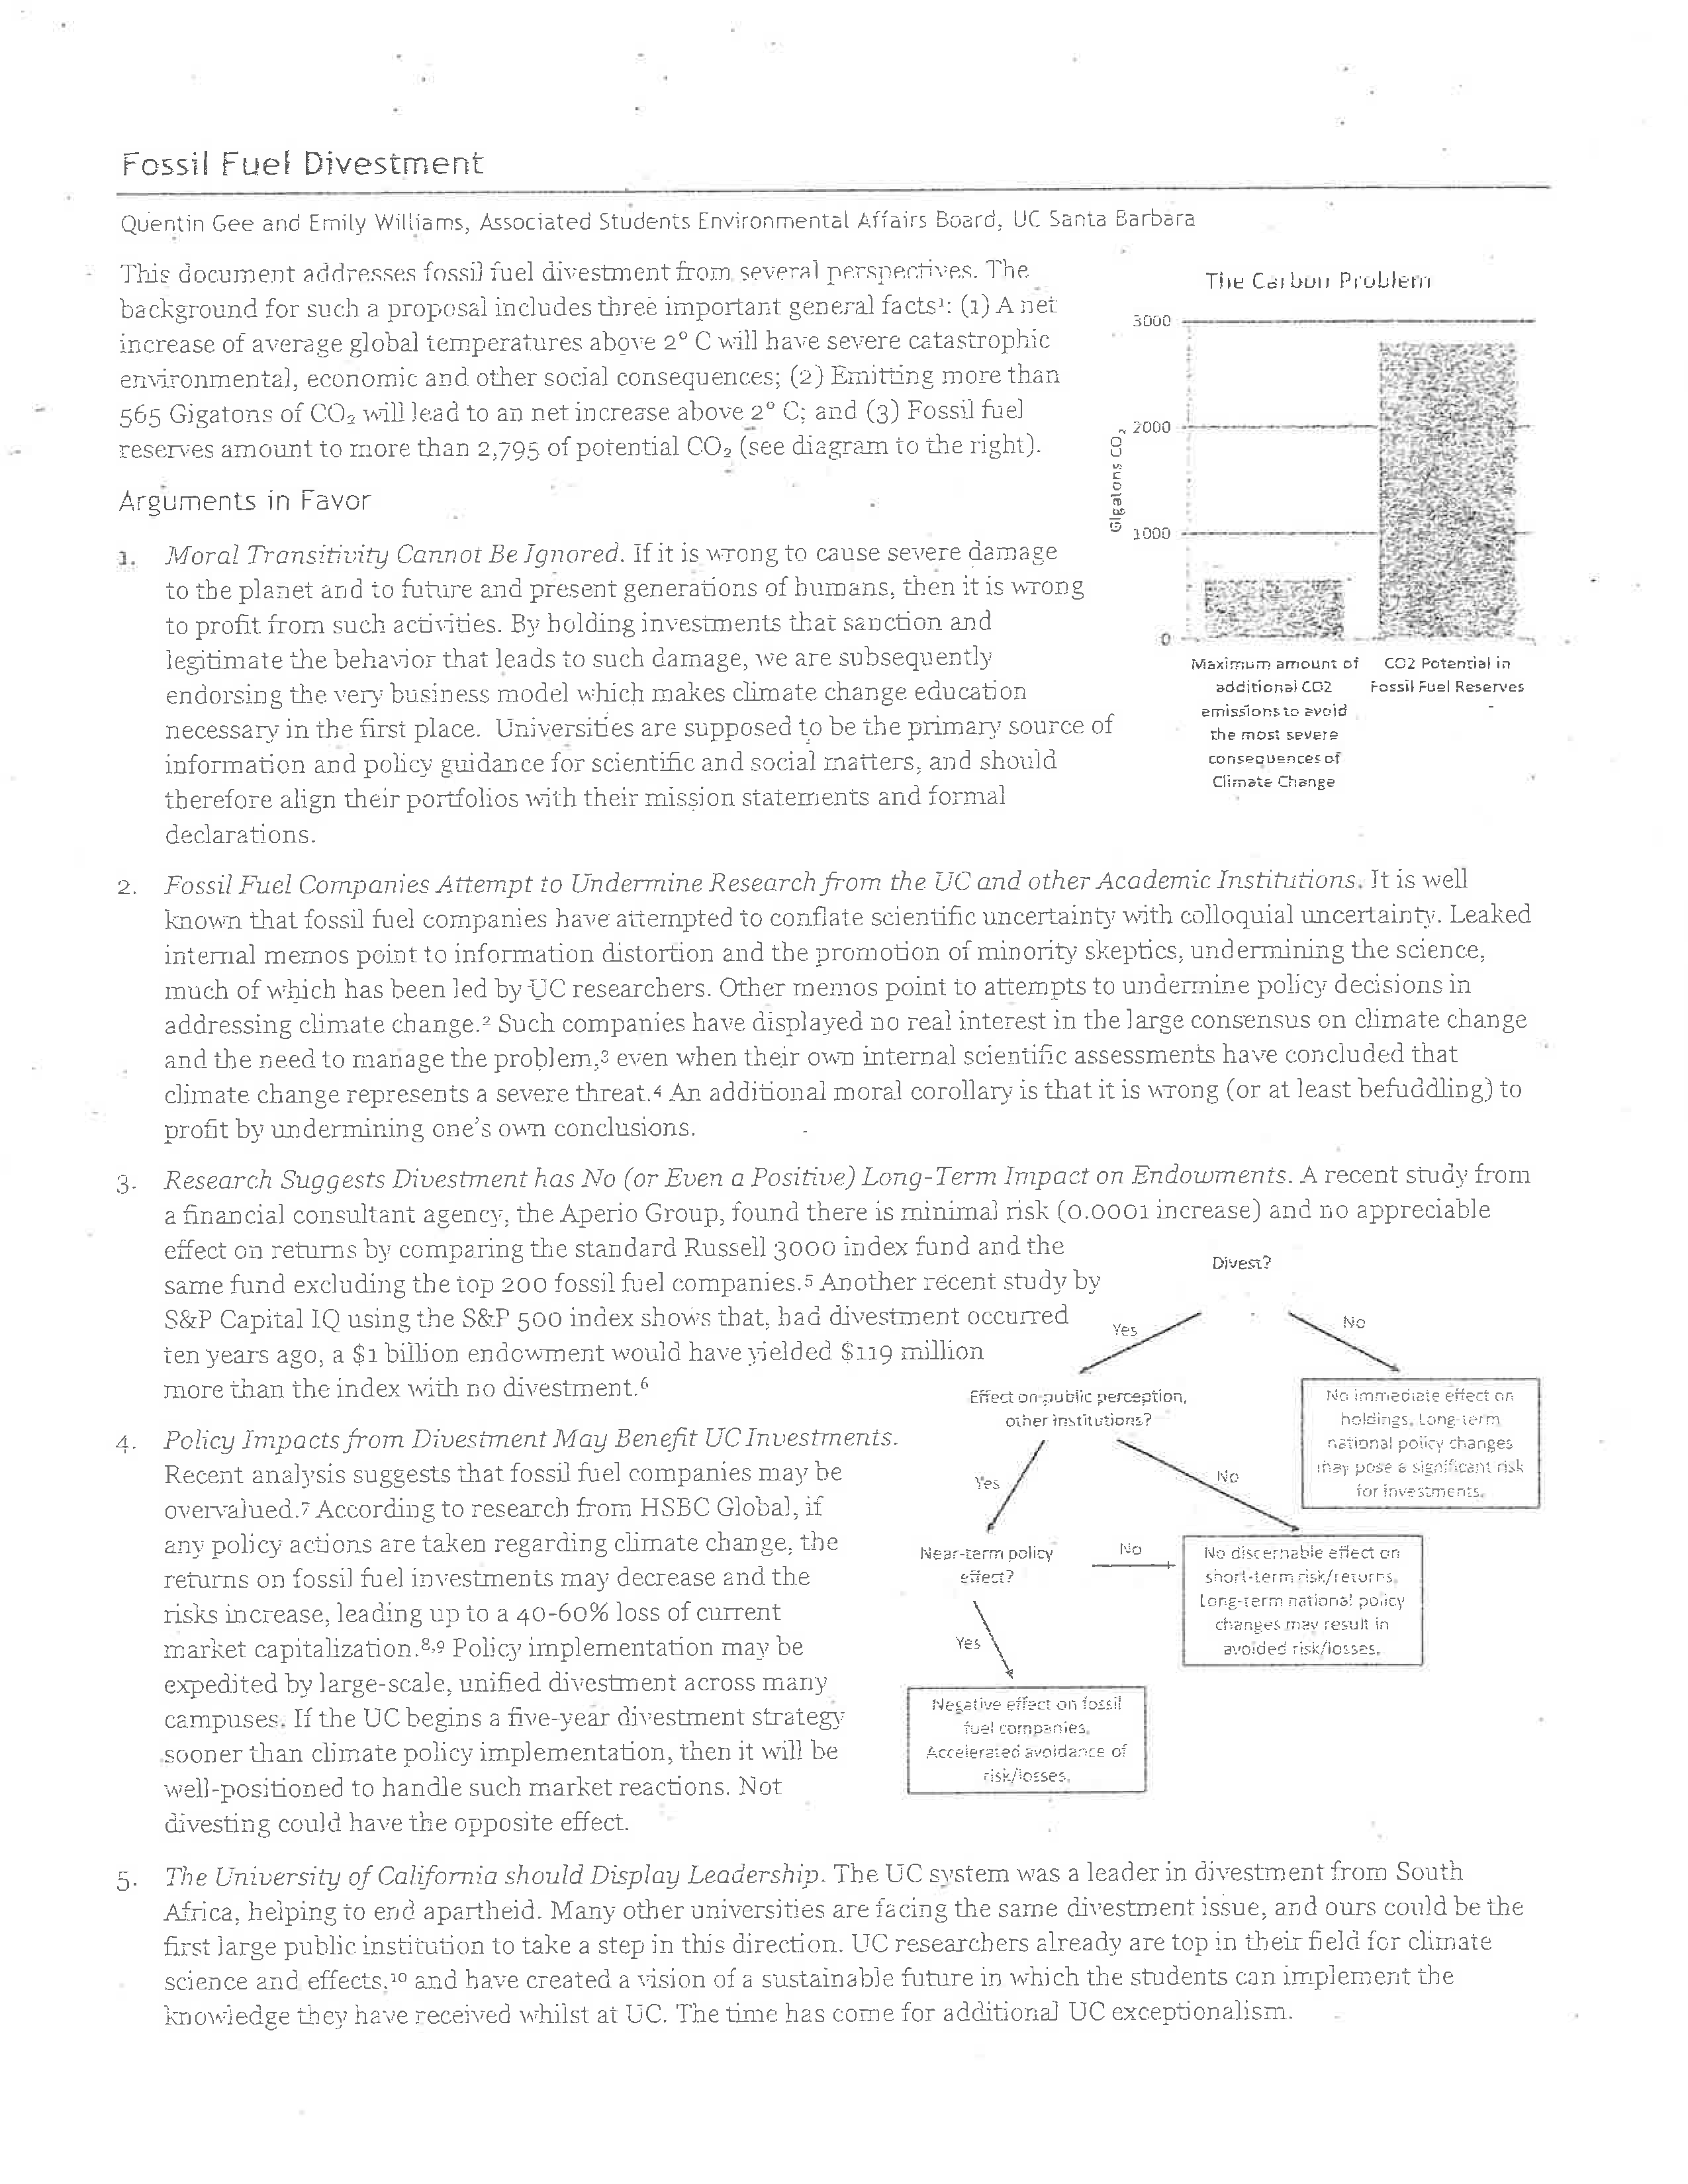 Fossil Fuel Divestment
Quentin Gee and Emily Williams, Associated Students Environmental Affairs Board, UC Santa Barbara
This document addresses fossil fuel divestment from several perspectives. The
background for such a proposal includes three important general facts¹: (1) A net
increase of average global temperatures above 2° C will have severe catastrophic
environmental, economic and other social consequences; (2) Emitting more than
565 Gigatons of CO₂ will lead to an net increase above 2° C; and (3) Fossil fuel
reserves amount to more than 2,795 of potential CO₂ (see diagram to the right).
The Carbon Problem
3000
2000
1000
0
Gigatons CO₂
Maximum amount of
additional CO2
emissions to avoid
the most severe
consequences of
Climate Change
CO2 Potential in
Fossil Fuel Reserves
Arguments in Favor
1. Moral Transitivity Cannot Be Ignored. If it is wrong to cause severe damage
to the planet and to future and present generations of humans, then it is wrong
to profit from such activities. By holding investments that sanction and
legitimate the behavior that leads to such damage, we are subsequently
endorsing the very business model which makes climate change education
necessary in the first place. Universities are supposed to be the primary source of
information and policy guidance for scientific and social matters, and should
therefore align their portfolios with their mission statements and formal
declarations.
2. Fossil Fuel Companies Attempt to Undermine Research from the UC and other Academic Institutions. It is well
known that fossil fuel companies have attempted to conflate scientific uncertainty with colloquial uncertainty. Leaked
internal memos point to information distortion and the promotion of minority skeptics, undermining the science,
much of which has been led by UC researchers. Other memos point to attempts to undermine policy decisions in
addressing climate change.² Such companies have displayed no real interest in the large consensus on climate change
and the need to manage the problem,³ even when their own internal scientific assessments have concluded that
climate change represents a severe threat.⁴ An additional moral corollary is that it is wrong (or at least befuddling) to
profit by undermining one's own conclusions.
3. Research Suggests Divestment has No (or Even a Positive) Long-Term Impact on Endowments. A recent study from
a financial consultant agency, the Aperio Group, found there is minimal risk (0.0001 increase) and no appreciable
effect on returns by comparing the standard Russell 3000 index fund and the
same fund excluding the top 200 fossil fuel companies.⁵ Another recent study by
S&P Capital IQ using the S&P 500 index shows that, had divestment occurred
ten years ago, a $1 billion endowment would have yielded $119 million
more than the index with no divestment.⁶
4. Policy Impacts from Divestment May Benefit UC Investments.
Recent analysis suggests that fossil fuel companies may be
overvalued.⁷ According to research from HSBC Global, if
any policy actions are taken regarding climate change, the
returns on fossil fuel investments may decrease and the
risks increase, leading up to a 40-60% loss of current
market capitalization.⁸,⁹ Policy implementation may be
expedited by large-scale, unified divestment across many
campuses. If the UC begins a five-year divestment strategy
sooner than climate policy implementation, then it will be
well-positioned to handle such market reactions. Not
divesting could have the opposite effect.
Divest?
Yes
No
Effect on public perception,
other institutions?
No immediate effect on
holdings. Long-term
national policy changes
may pose a significant risk
for investments.
Yes
No
Near-term policy
effect?
No
No discernable effect on
short-term risk/returns.
Long-term national policy
changes may result in
avoided risk/losses.
Yes
Negative effect on fossil
fuel companies.
Accelerated avoidance of
risk/losses.
5. The University of California should Display Leadership. The UC system was a leader in divestment from South
Africa, helping to end apartheid. Many other universities are facing the same divestment issue, and ours could be the
first large public institution to take a step in this direction. UC researchers already are top in their field for climate
science and effects,¹⁰ and have created a vision of a sustainable future in which the students can implement the
knowledge they have received whilst at UC. The time has come for additional UC exceptionalism.